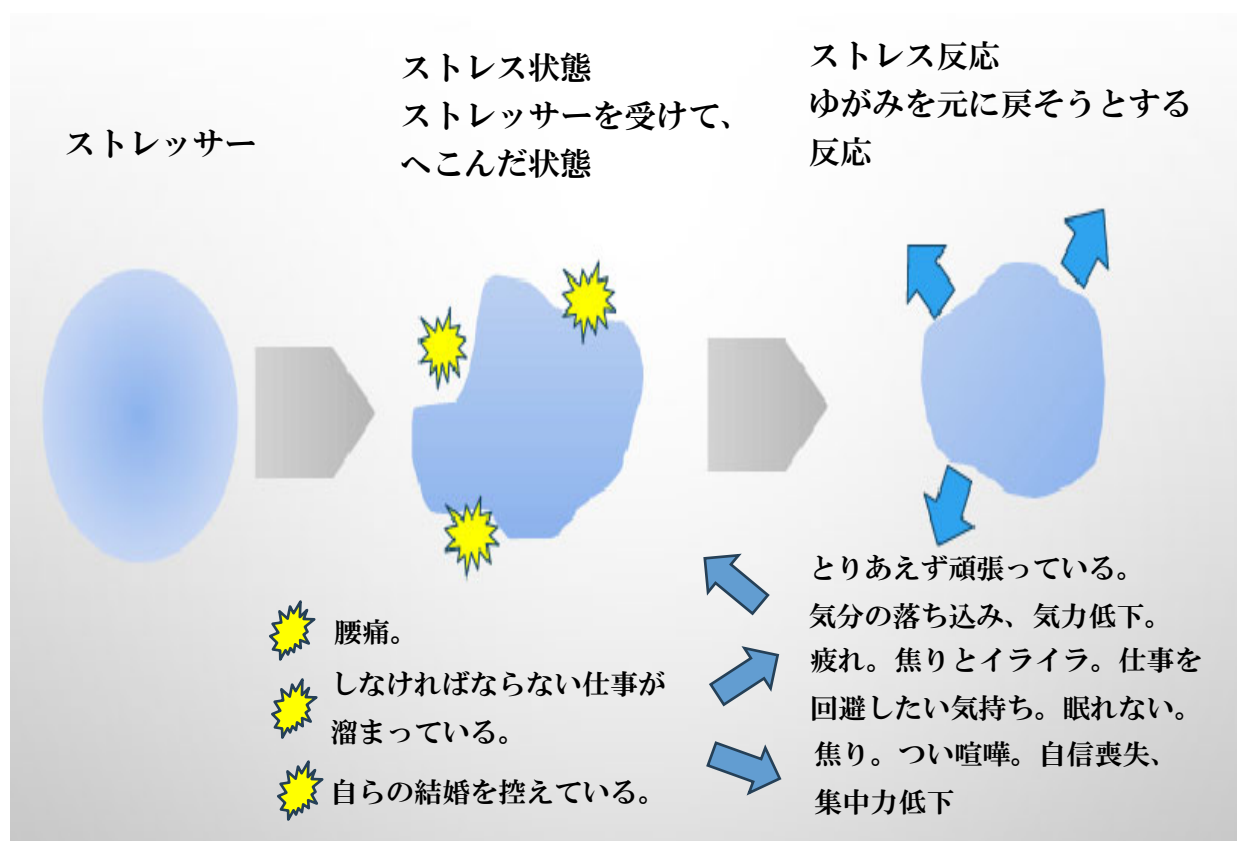 ストレッサー
ストレス状態
ストレッサーを受けて、
へこんだ状態
ストレス反応
ゆがみを元に戻そうとする
反応
腰痛。
しなければならない仕事が
溜まっている。
自らの結婚を控えている。
とりあえず頑張っている。
気分の落ち込み、気力低下。
疲れ。焦りとイライラ。仕事を
回避したい気持ち。眠れない。
焦り。つい喧嘩。自信喪失、
集中力低下